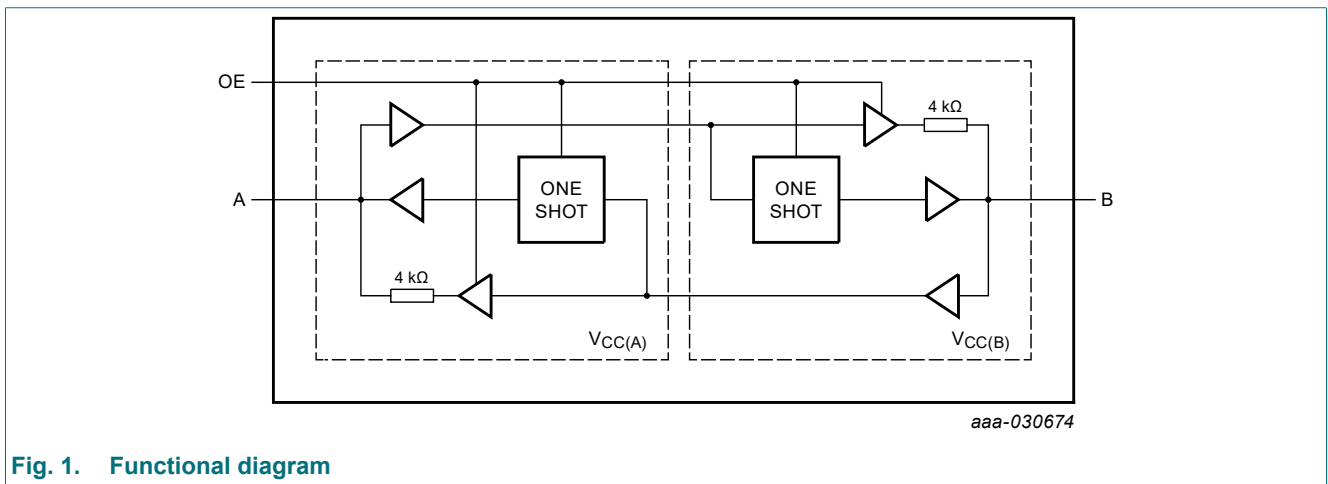 OE
4 kΩ
ONE
SHOT
ONE
SHOT
A
B
4 kΩ
VCC(A)
VCC(B)
aaa-030674
Fig. 1. Functional diagram